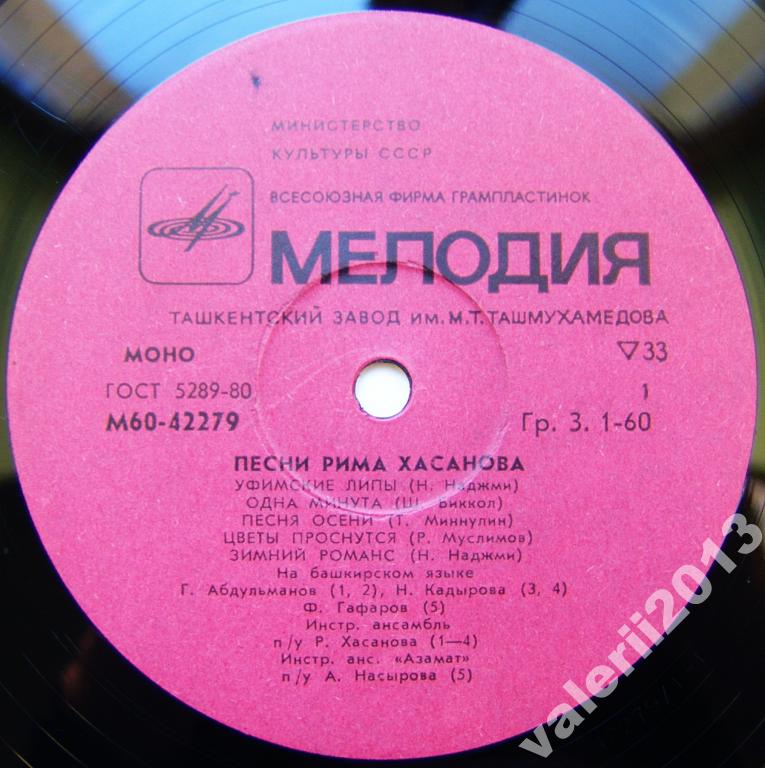 МИНИСТЕРСТВО
КУЛЬТУРЫ СССР
ВСЕСОЮЗНАЯ ФИРМА ГРАМПЛАСТИНОК
МЕЛОДИЯ
ТАШКЕНТСКИЙ ЗАВОД ИМ. М.Т. ТАШМУХАМЕДОВА
МОНО ▽33
ГОСТ 5289-80 1
М60-42279 Гр. 3. 1-60
ПЕСНИ РИМА ХАСАНОВА
УФИМСКИЕ ЛИПЫ (Н. Наджми)
ОДНА МИНУТА (Ш. Биккол)
ПЕСНЯ ОСЕНИ (Т. Миннулин)
ЦВЕТЫ ПРОСНУТСЯ (Р. Муслимов)
ЗИМНИЙ РОМАНС (Н. Наджми)
На башкирском языке
Г. Абдульманов (1, 2), Н. Кадырова (3, 4)
Ф. Гафаров (5)
Инстр. ансамбль
п/у Р. Хасанова (1—4)
Инстр. анс. «Азамат»
п/у А. Насырова (5)
valerii2013